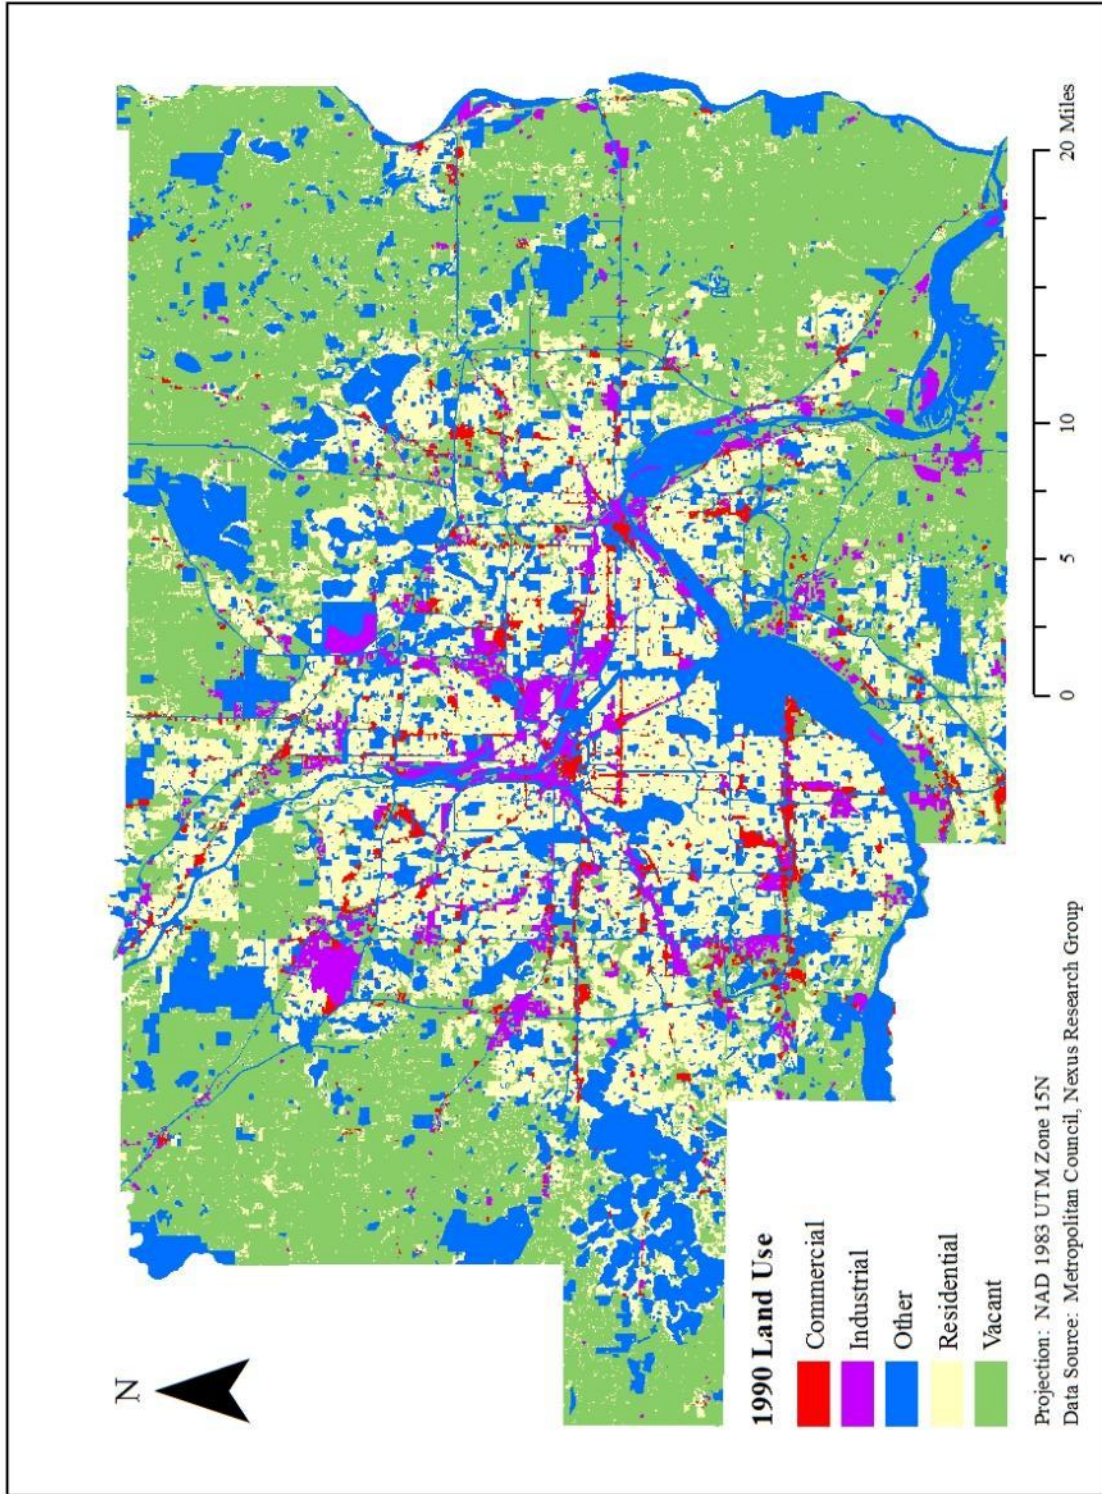 N
1990 Land Use
Commercial
Industrial
Other
Residential
Vacant
0 5 10 20 Miles
Projection: NAD 1983 UTM Zone 15N
Data Source: Metropolitan Council, Nexus Research Group